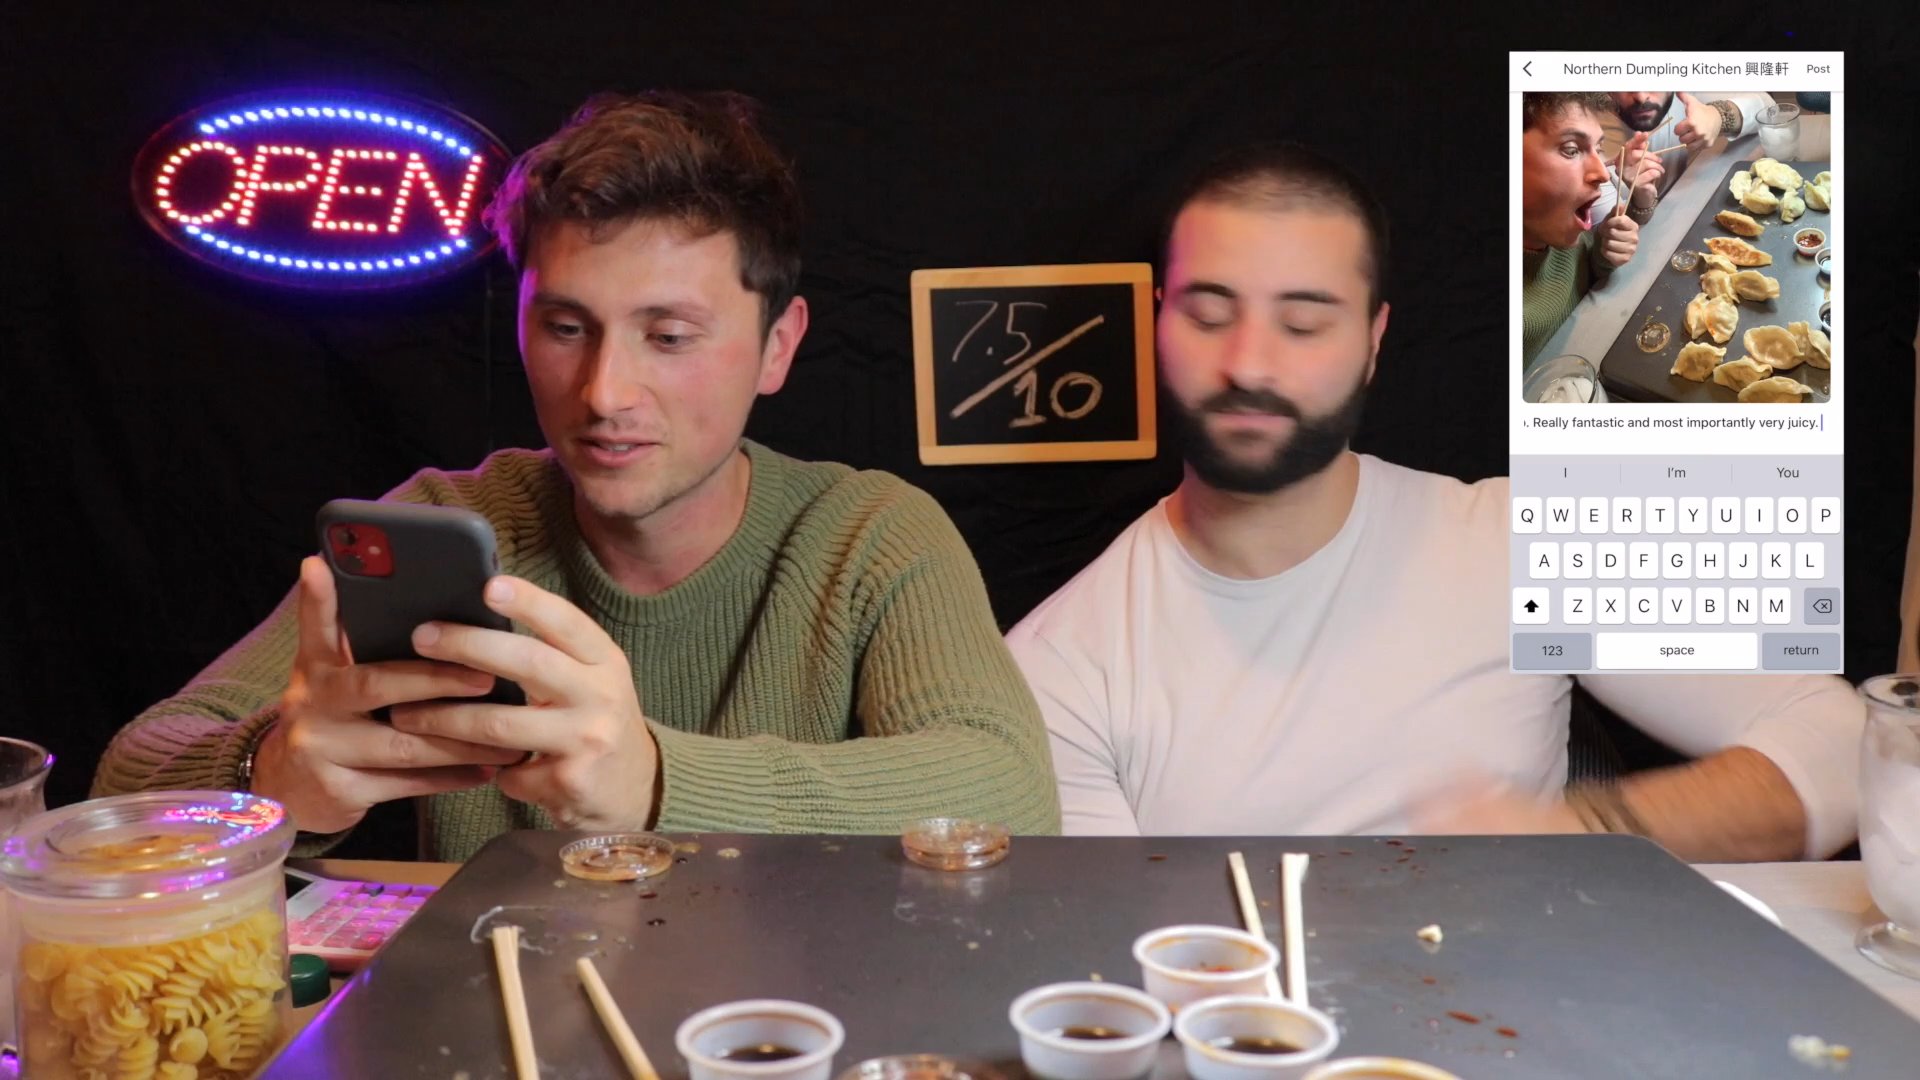 OPEN
7.5/10
Northern Dumpling Kitchen 興隆軒 Post
. Really fantastic and most importantly very juicy.
I I'm You
Q W E R T Y U I O P
A S D F G H J K L
Z X C V B N M
123 space return